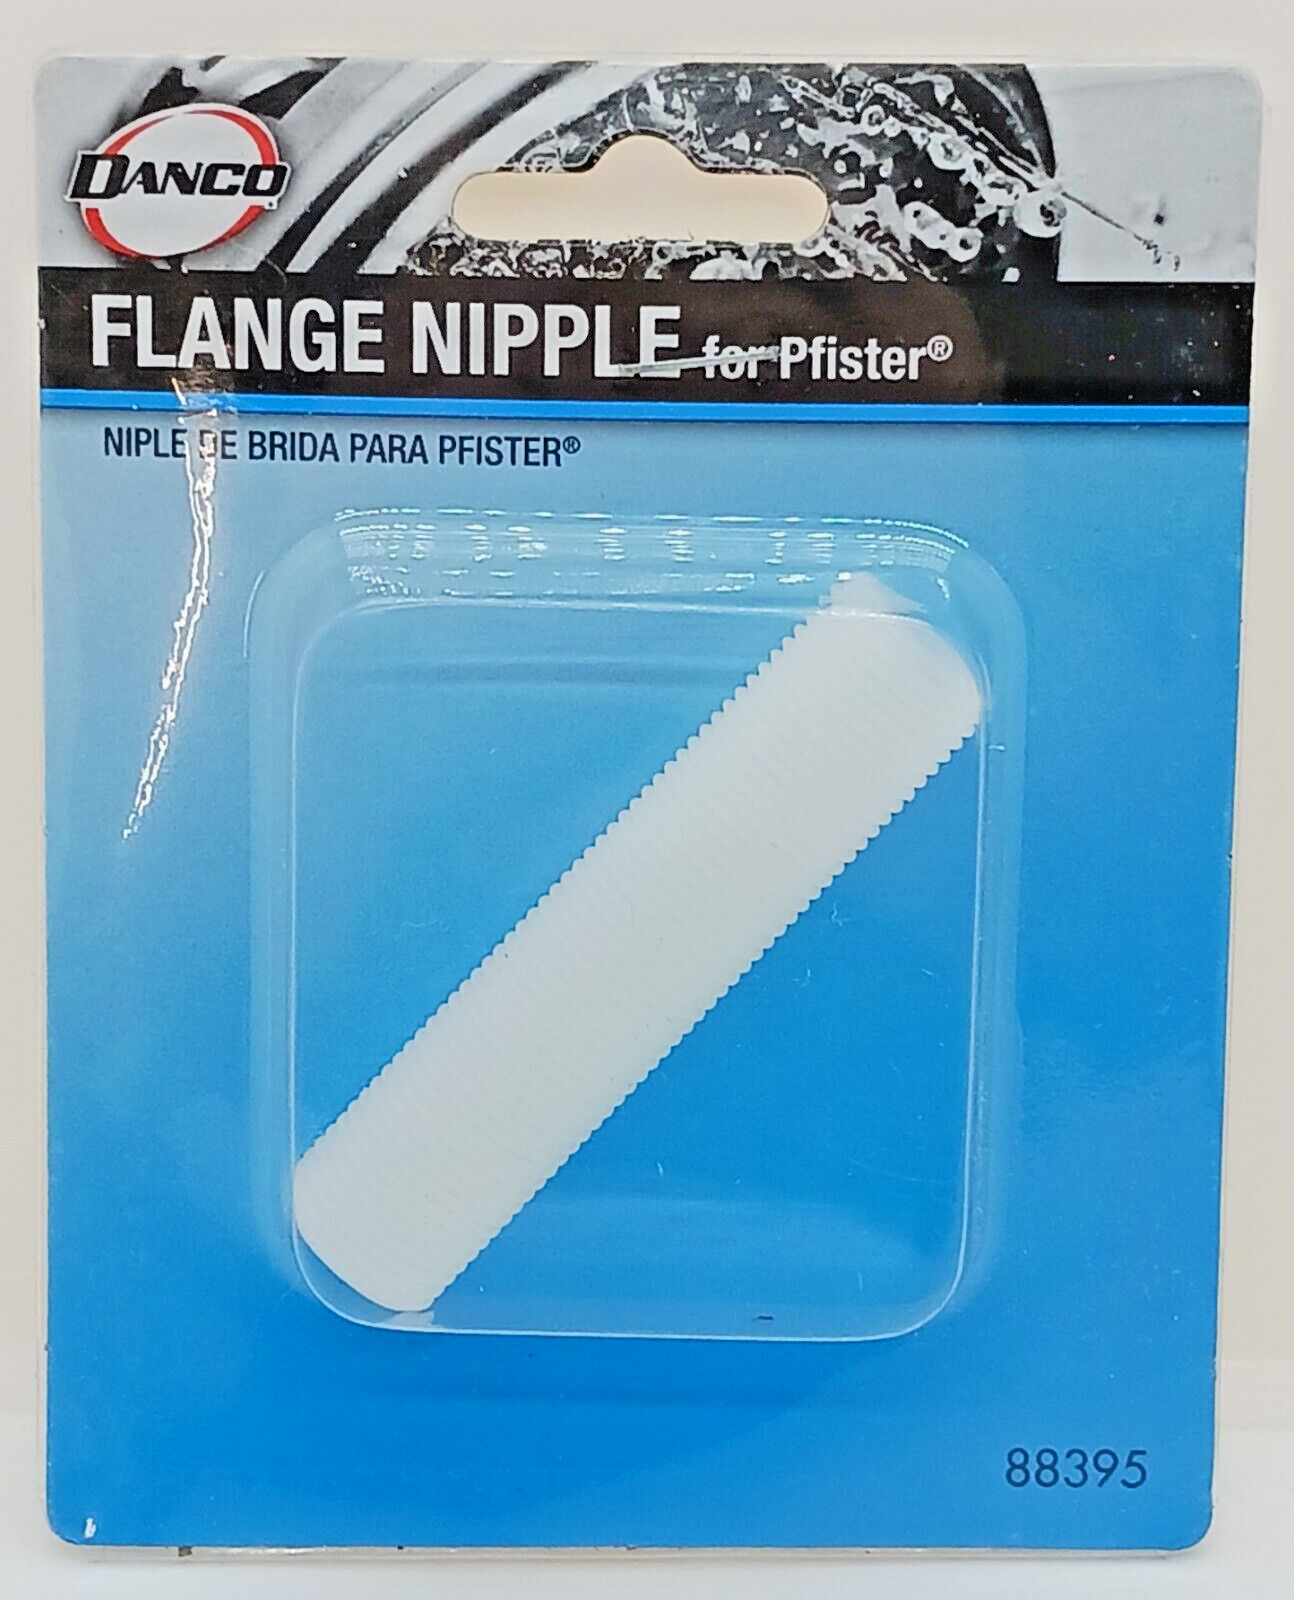 DANCO
FLANGE NIPPLE for Pfister®
NIPLE DE BRIDA PARA PFISTER®
88395